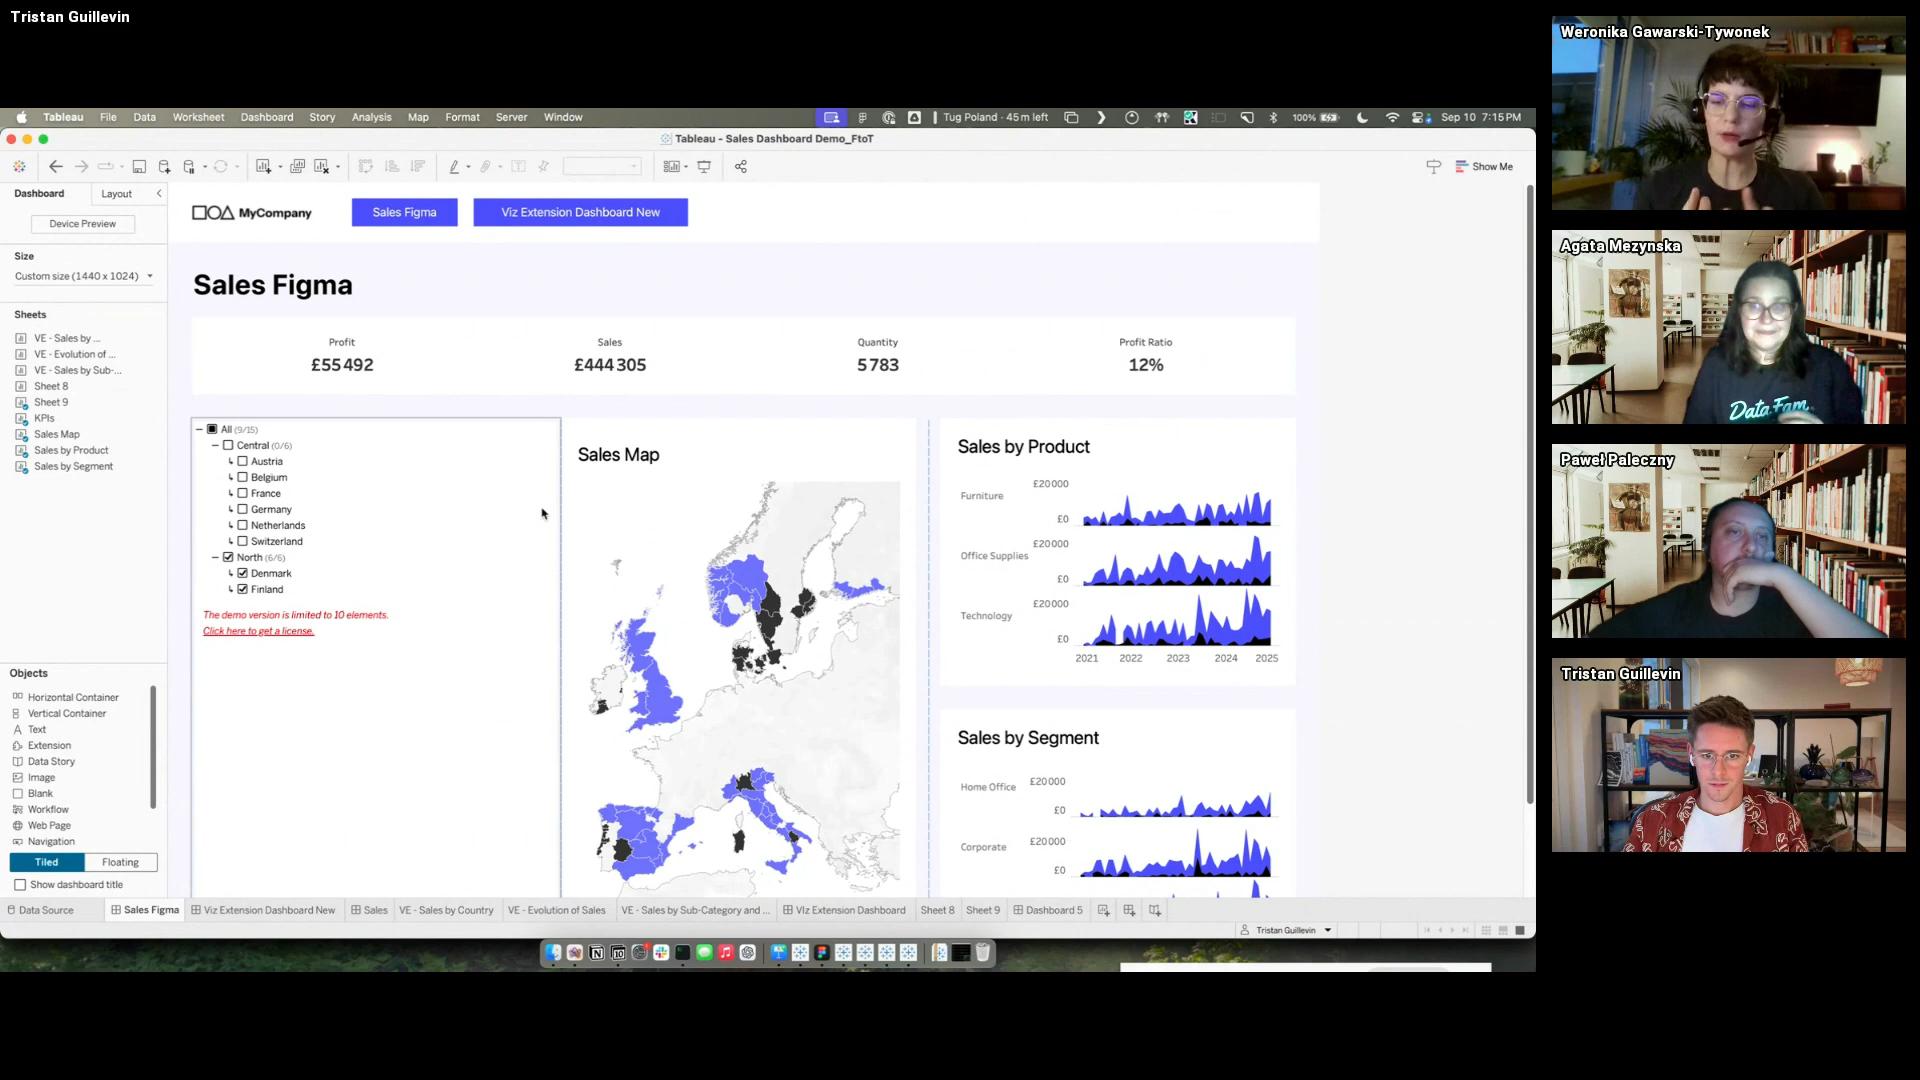 Tristan Guillevin
Tableau File Data Worksheet Dashboard Story Analysis Map Format Server Window
Tug Poland · 45 m left
100%
Sep 10 7:15 PM
Tableau - Sales Dashboard Demo_FtoT
Show Me
Dashboard Layout
Device Preview
Size
Custom size (1440 x 1024)
Sheets
VE - Sales by ...
VE - Evolution of ...
VE - Sales by Sub-...
Sheet 8
Sheet 9
KPIs
Sales Map
Sales by Product
Sales by Segment
Objects
Horizontal Container
Vertical Container
Text
Extension
Data Story
Image
Blank
Workflow
Web Page
Navigation
Tiled Floating
Show dashboard title
MyCompany
Sales Figma
Viz Extension Dashboard New
Sales Figma
Profit
£55 492
Sales
£444 305
Quantity
5 783
Profit Ratio
12%
All (9/15)
Central (0/6)
Austria
Belgium
France
Germany
Netherlands
Switzerland
North (6/6)
Denmark
Finland
The demo version is limited to 10 elements.
Click here to get a license.
Sales Map
Sales by Product
Furniture
£20 000
£0
Office Supplies
£20 000
£0
Technology
£20 000
£0
2021 2022 2023 2024 2025
Sales by Segment
Home Office
£20 000
£0
Corporate
£20 000
£0
Data Source
Sales Figma
Viz Extension Dashboard New
Sales
VE - Sales by Country
VE - Evolution of Sales
VE - Sales by Sub-Category and ...
VIz Extension Dashboard
Sheet 8
Sheet 9
Dashboard 5
Tristan Guillevin
Weronika Gawarski-Tywonek
Agata Mezynska
DataFam
Paweł Paleczny
Tristan Guillevin